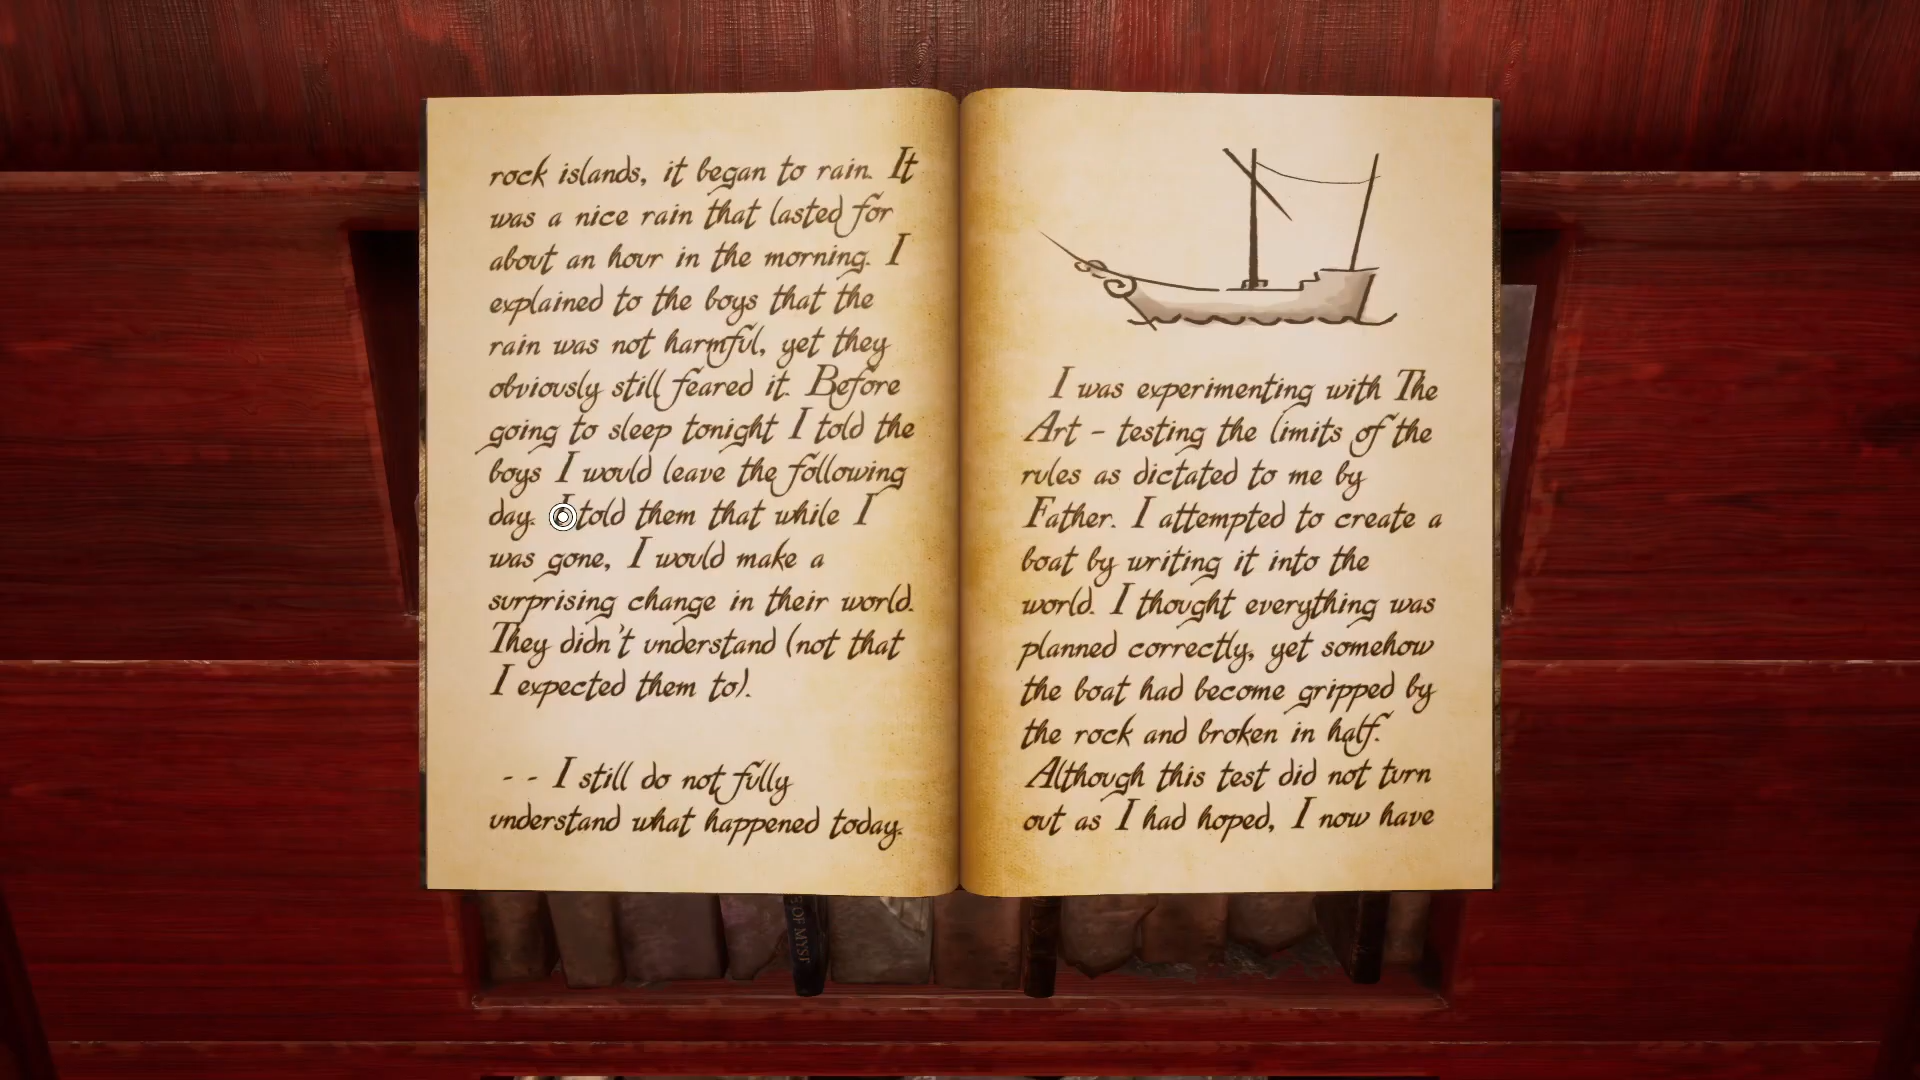 rock islands, it began to rain. It
was a nice rain that lasted for
about an hour in the morning. I
explained to the boys that the
rain was not harmful, yet they
obviously still feared it. Before
going to sleep tonight I told the
boys I would leave the following
day. I told them that while I
was gone, I would make a
surprising change in their world.
They didn't understand (not that
I expected them to).
- - I still do not fully
understand what happened today.
I was experimenting with The
Art - testing the limits of the
rules as dictated to me by
Father. I attempted to create a
boat by writing it into the
world. I thought everything was
planned correctly, yet somehow
the boat had become gripped by
the rock and broken in half.
Although this test did not turn
out as I had hoped, I now have
OF MYST